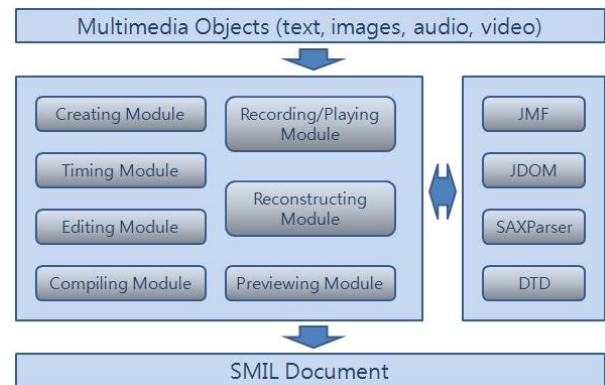 Multimedia Objects (text, images, audio, video)
Creating Module
Timing Module
Editing Module
Compiling Module
Recording/Playing
Module
Reconstructing
Module
Previewing Module
JMF
JDOM
SAXParser
DTD
SMIL Document